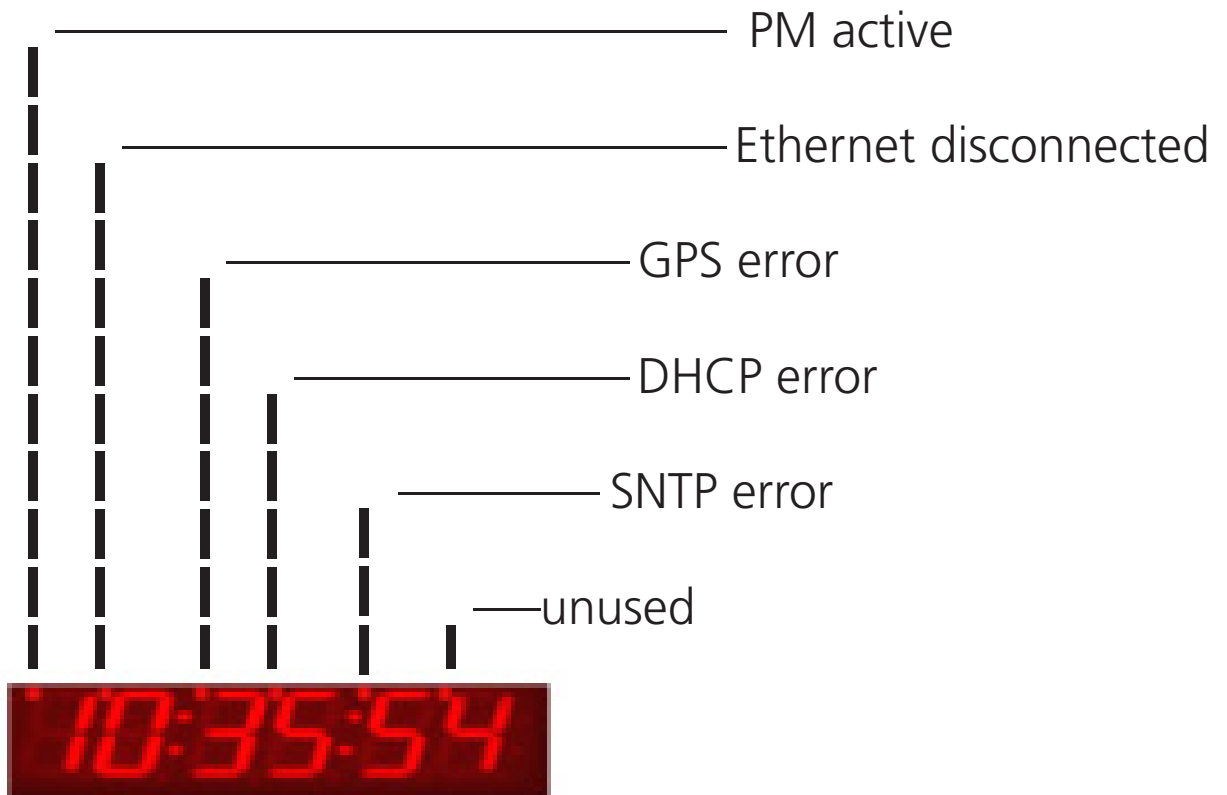 PM active
Ethernet disconnected
GPS error
DHCP error
SNTP error
unused
10:35:54